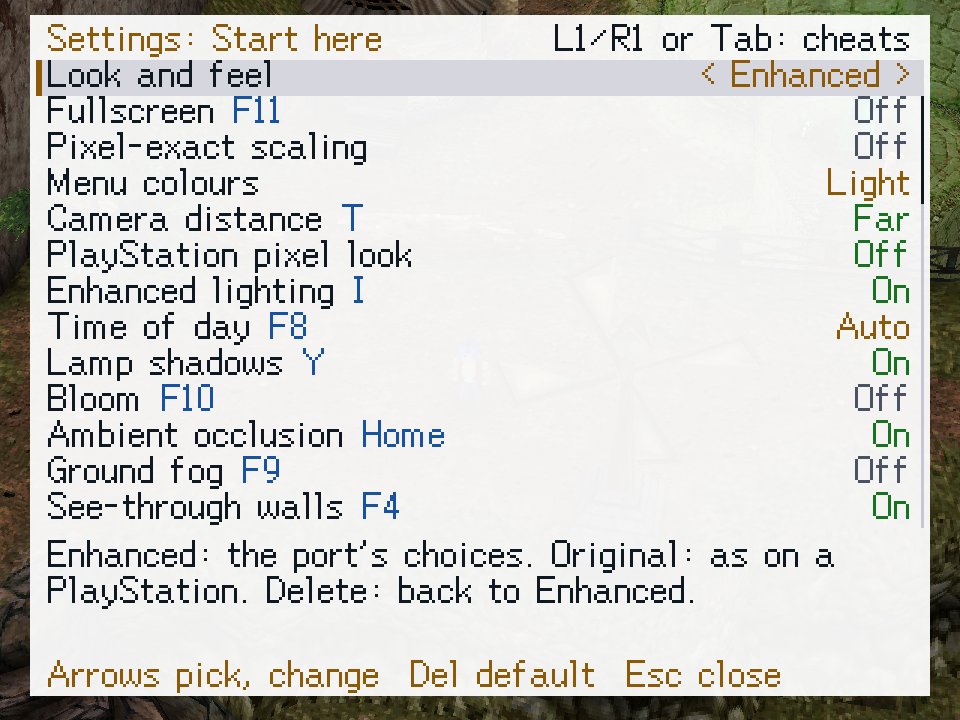 Settings: Start here L1/R1 or Tab: cheats
Look and feel < Enhanced >
Fullscreen F11 Off
Pixel-exact scaling Off
Menu colours Light
Camera distance T Far
PlayStation pixel look Off
Enhanced lighting I On
Time of day F8 Auto
Lamp shadows Y On
Bloom F10 Off
Ambient occlusion Home On
Ground fog F9 Off
See-through walls F4 On
Enhanced: the port's choices. Original: as on a
PlayStation. Delete: back to Enhanced.
Arrows pick, change Del default Esc close